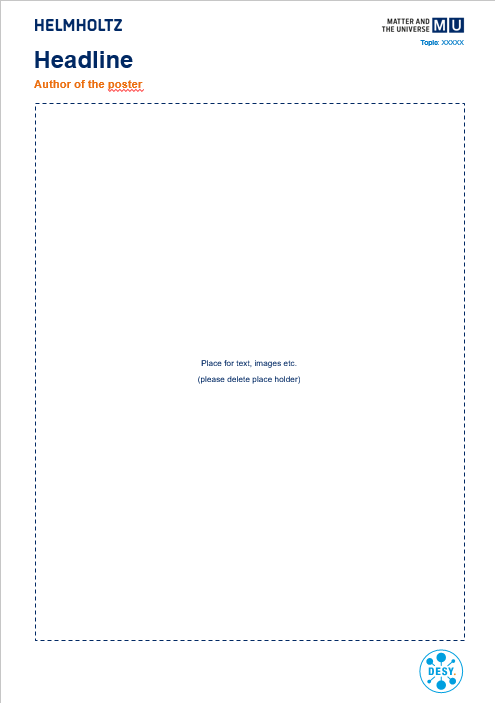 HELMHOLTZ
MATTER AND
THE UNIVERSE MU
Topic: XXXXX
Headline
Author of the poster
Place for text, images etc.
(please delete place holder)
DESY.